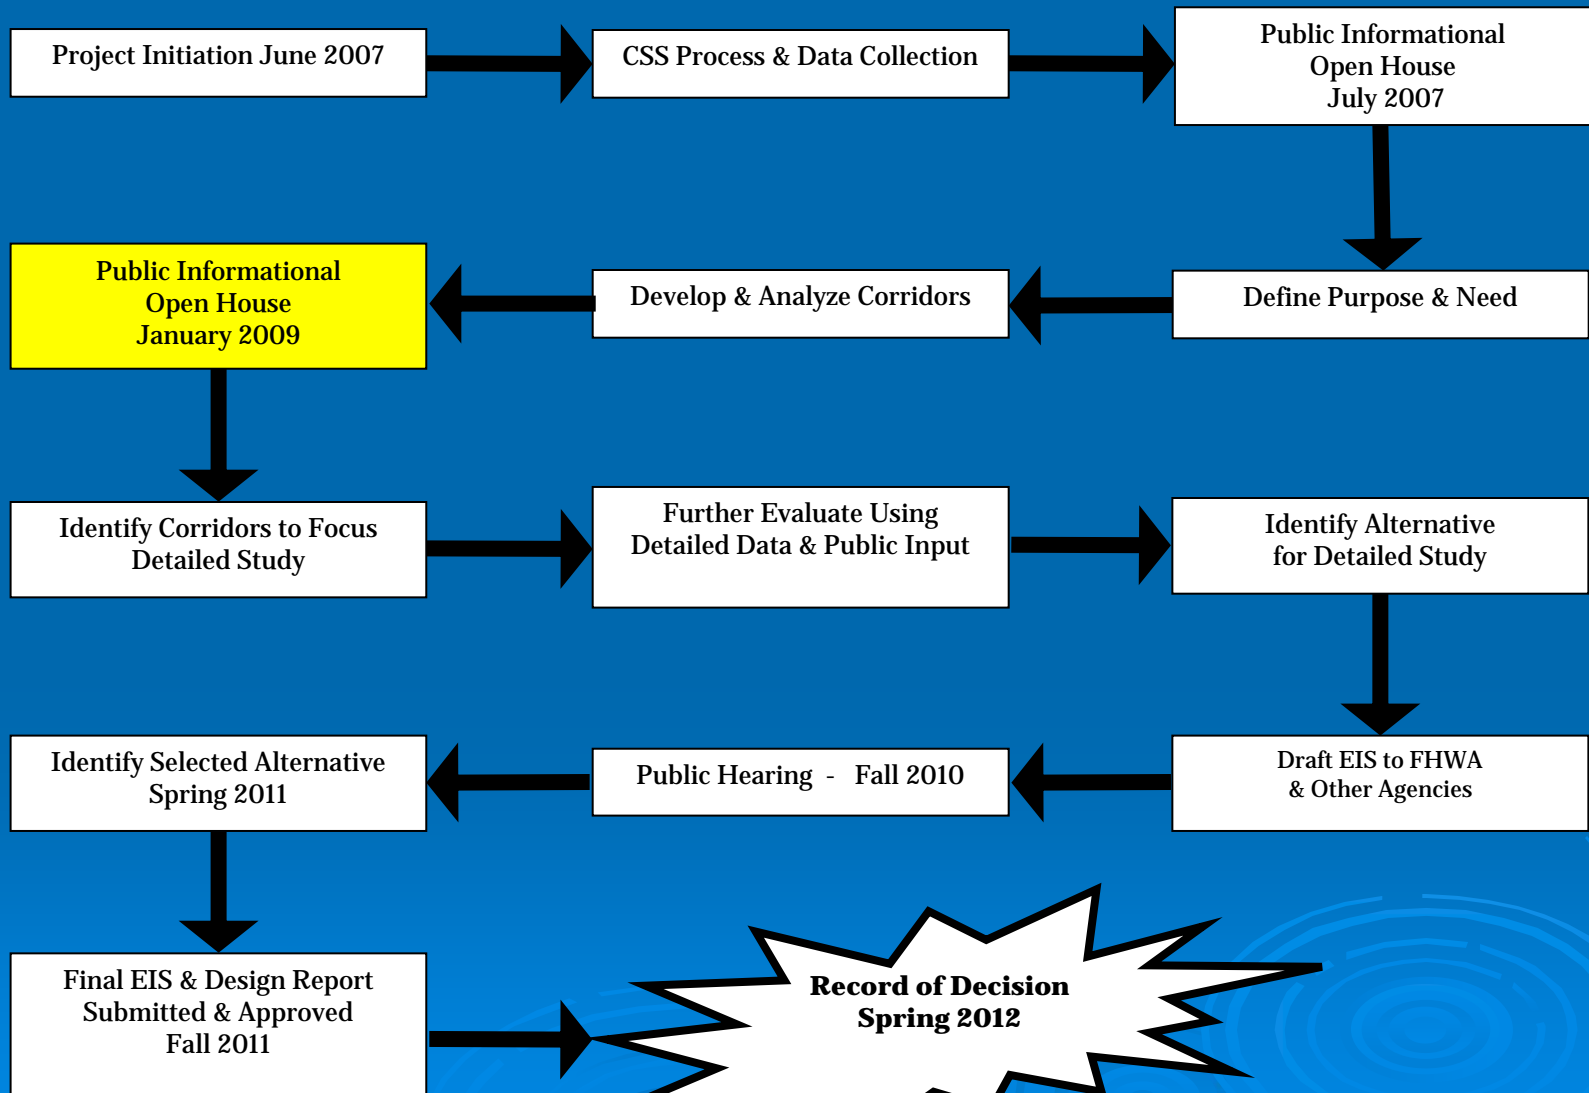 Project Initiation June 2007
CSS Process & Data Collection
Public Informational
Open House
July 2007
Define Purpose & Need
Develop & Analyze Corridors
Public Informational
Open House
January 2009
Identify Corridors to Focus
Detailed Study
Further Evaluate Using
Detailed Data & Public Input
Identify Alternative
for Detailed Study
Draft EIS to FHWA
& Other Agencies
Public Hearing - Fall 2010
Identify Selected Alternative
Spring 2011
Final EIS & Design Report
Submitted & Approved
Fall 2011
Record of Decision
Spring 2012